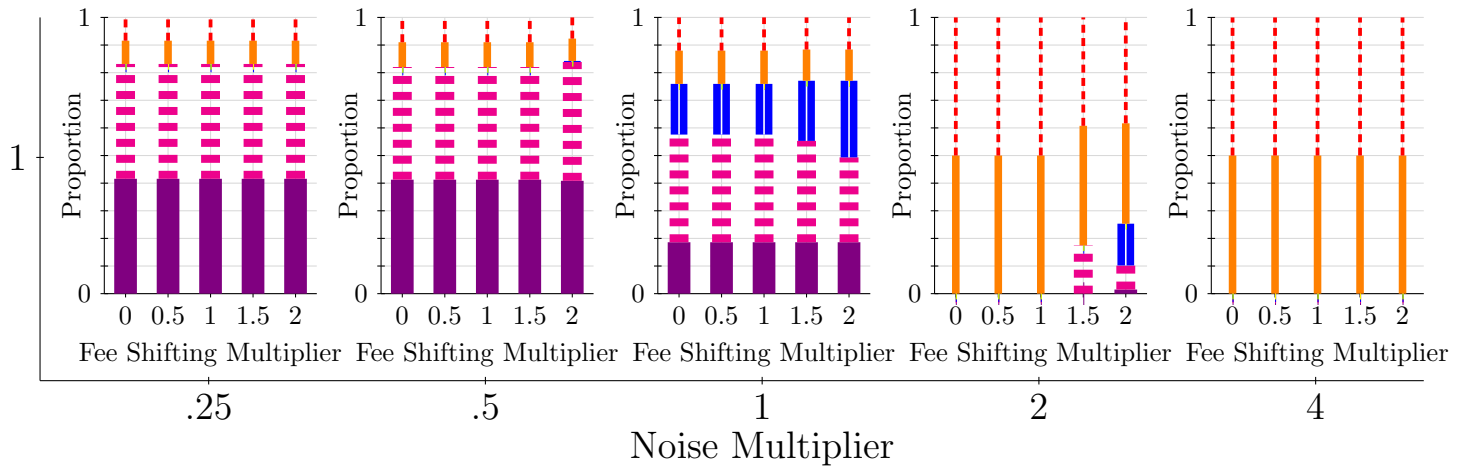 1 1 1 1 1
Proportion Proportion Proportion Proportion Proportion
1
0 0 0 0 0
0 0.5 1 1.5 2 0 0.5 1 1.5 2 0 0.5 1 1.5 2 0 0.5 1 1.5 2 0 0.5 1 1.5 2
Fee Shifting Multiplier Fee Shifting Multiplier Fee Shifting Multiplier Fee Shifting Multiplier Fee Shifting Multiplier
.25 .5 1 2 4
Noise Multiplier